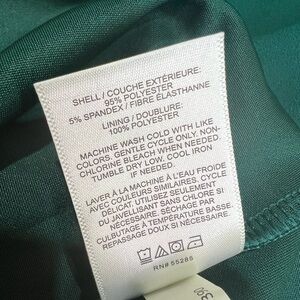 SHELL / COUCHE EXTÉRIEURE:
95% POLYESTER
5% SPANDEX / FIBRE ÉLASTHANNE
LINING / DOUBLURE:
100% POLYESTER
MACHINE WASH COLD WITH LIKE
COLORS. GENTLE CYCLE ONLY. NON-
CHLORINE BLEACH WHEN NEEDED.
TUMBLE DRY LOW. COOL IRON
IF NEEDED.
LAVER À LA MACHINE À L'EAU FROIDE
AVEC COULEURS SIMILAIRES. CYCLE
DÉLICAT. UTILISEZ SEULEMENT
DU JAVELLISANT SANS CHLORE SI
NÉCESSAIRE. SÉCHAGE PAR
CULBUTAGE À TEMPÉRATURE BASSE.
REPASSAGE DOUX SI NÉCESSAIRE.
RN# 55285